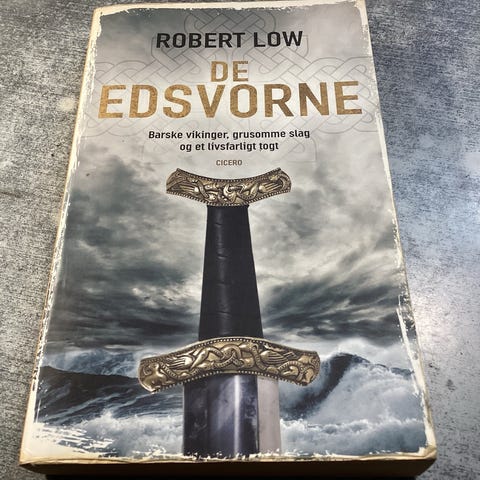 ROBERT LOW
DE
EDSVORNE
Barske vikinger, grusomme slag
og et livsfarligt togt
CICERO